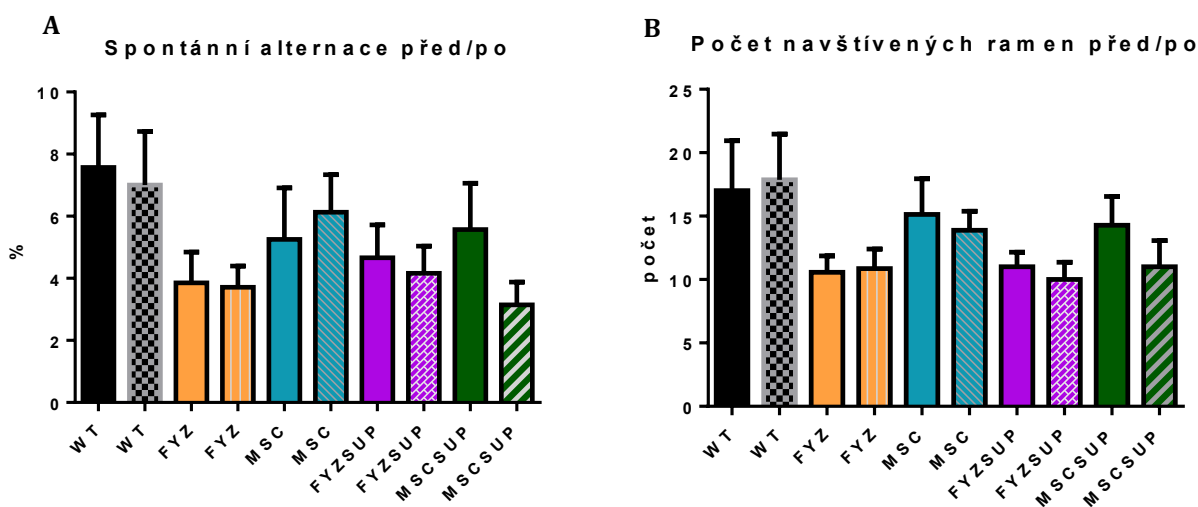 A
Spontánní alternace před/po
10
8
6
4
2
0
%
WT
WT
FYZ
FYZ
MSC
MSC
FYZSUP
FYZSUP
MSCSUP
MSCSUP
B
Počet navštívených ramen před/po
25
20
15
10
5
0
počet
WT
WT
FYZ
FYZ
MSC
MSC
FYZSUP
FYZSUP
MSCSUP
MSCSUP